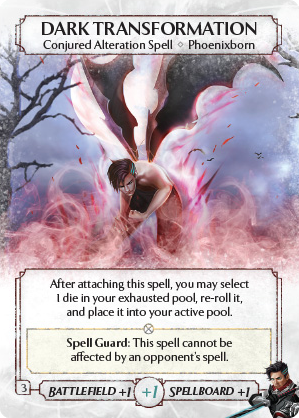 DARK TRANSFORMATION
Conjured Alteration Spell ◇ Phoenixborn
After attaching this spell, you may select
1 die in your exhausted pool, re-roll it,
and place it into your active pool.
Spell Guard: This spell cannot be
affected by an opponent's spell.
3 BATTLEFIELD +1 +1 SPELLBOARD +1